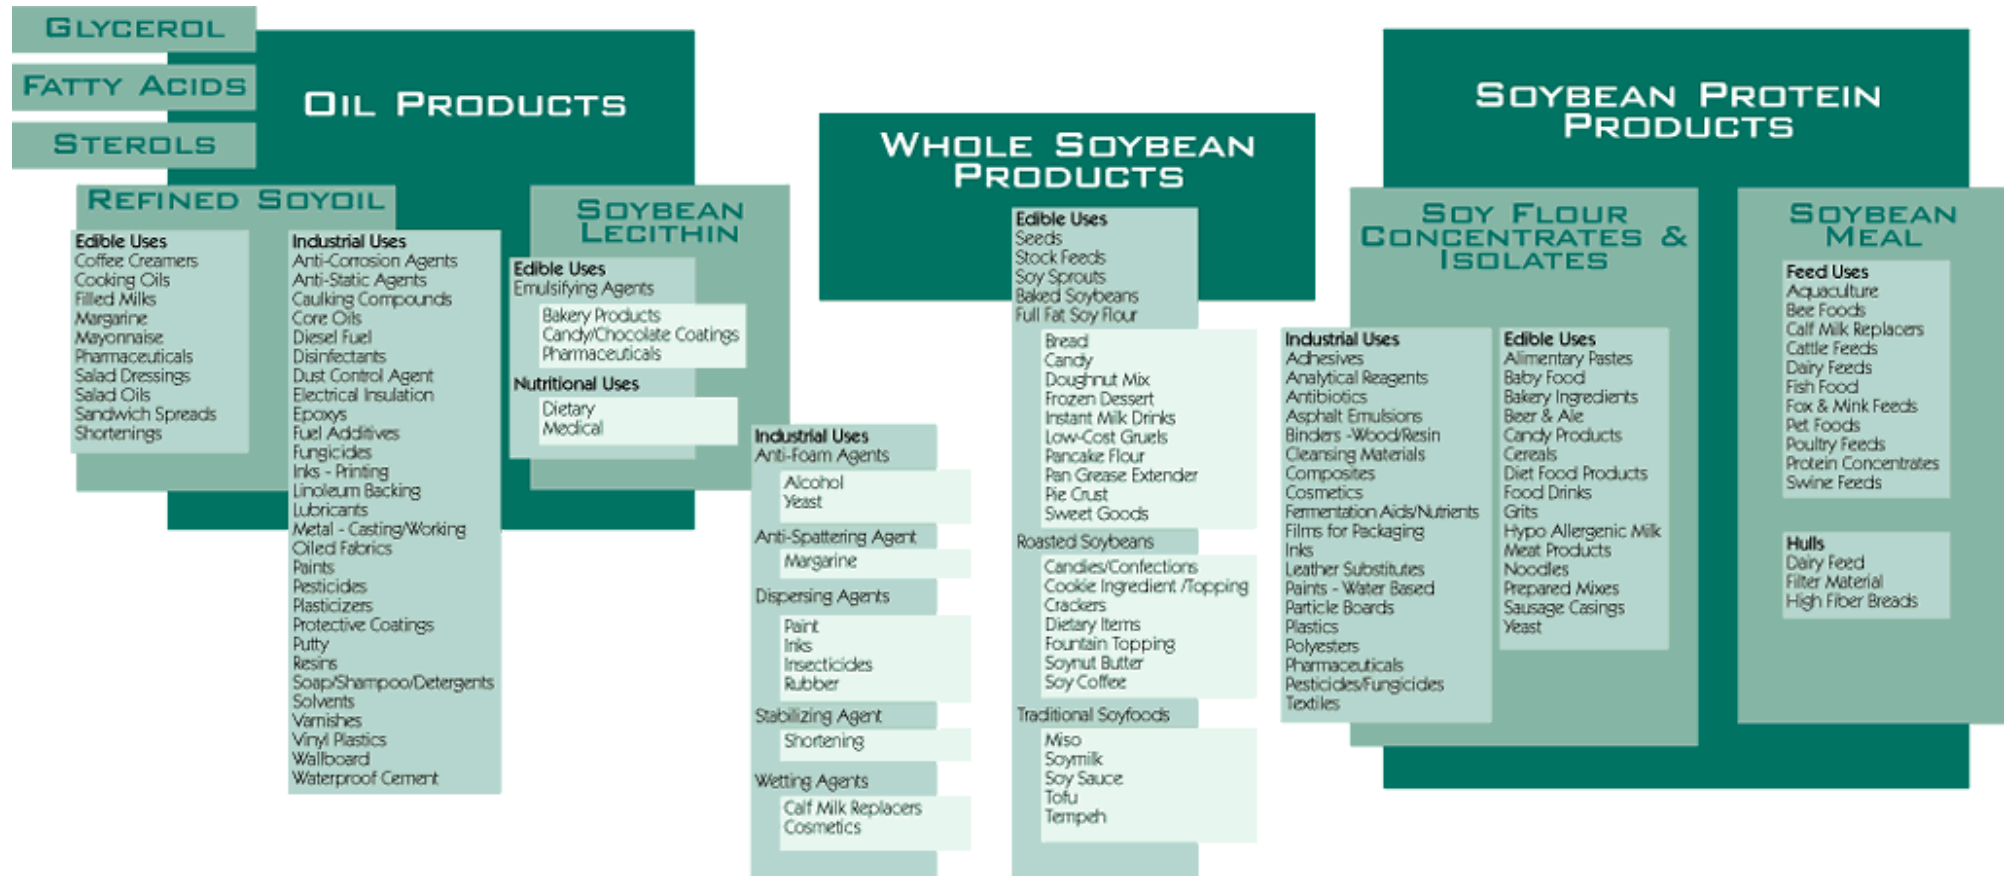 GLYCEROL
FATTY ACIDS
STEROLS
OIL PRODUCTS
REFINED SOYOIL
Edible Uses
Coffee Creamers
Cooking Oils
Filled Milks
Margarine
Mayonnaise
Pharmaceuticals
Salad Dressings
Salad Oils
Sandwich Spreads
Shortenings
Industrial Uses
Anti-Corrosion Agents
Anti-Static Agents
Caulking Compounds
Core Oils
Diesel Fuel
Disinfectants
Dust Control Agent
Electrical Insulation
Epoxys
Fuel Additives
Fungicides
Inks - Printing
Linoleum Backing
Lubricants
Metal - Casting/Working
Oiled Fabrics
Paints
Pesticides
Plasticizers
Protective Coatings
Putty
Resins
Soap/Shampoo/Detergents
Solvents
Varnishes
Vinyl Plastics
Wallboard
Waterproof Cement
SOYBEAN
LECITHIN
Edible Uses
Emulsifying Agents
Bakery Products
Candy/Chocolate Coatings
Pharmaceuticals
Nutritional Uses
Dietary
Medical
Industrial Uses
Anti-Foam Agents
Alcohol
Yeast
Anti-Spattering Agent
Margarine
Dispersing Agents
Paint
Inks
Insecticides
Rubber
Stabilizing Agent
Shortening
Wetting Agents
Calf Milk Replacers
Cosmetics
WHOLE SOYBEAN
PRODUCTS
Edible Uses
Seeds
Stock Feeds
Soy Sprouts
Baked Soybeans
Full Fat Soy Flour
Bread
Candy
Doughnut Mix
Frozen Dessert
Instant Milk Drinks
Low-Cost Gruels
Pancake Flour
Pan Grease Extender
Pie Crust
Sweet Goods
Roasted Soybeans
Candies/Confections
Cookie Ingredient /Topping
Crackers
Dietary Items
Fountain Topping
Soynut Butter
Soy Coffee
Traditional Soyfoods
Miso
Soymilk
Soy Sauce
Tofu
Tempeh
SOYBEAN PROTEIN
PRODUCTS
SOY FLOUR
CONCENTRATES &
ISOLATES
Industrial Uses
Adhesives
Analytical Reagents
Antibiotics
Asphalt Emulsions
Binders -Wood/Resin
Cleansing Materials
Composites
Cosmetics
Fermentation Aids/Nutrients
Films for Packaging
Inks
Leather Substitutes
Paints - Water Based
Particle Boards
Plastics
Polyesters
Pharmaceuticals
Pesticides/Fungicides
Textiles
Edible Uses
Alimentary Pastes
Baby Food
Bakery Ingredients
Beer & Ale
Candy Products
Cereals
Diet Food Products
Food Drinks
Grits
Hypo Allergenic Milk
Meat Products
Noodles
Prepared Mixes
Sausage Casings
Yeast
SOYBEAN
MEAL
Feed Uses
Aquaculture
Bee Foods
Calf Milk Replacers
Cattle Feeds
Dairy Feeds
Fish Food
Fox & Mink Feeds
Pet Foods
Poultry Feeds
Protein Concentrates
Swine Feeds
Hulls
Dairy Feed
Filter Material
High Fiber Breads